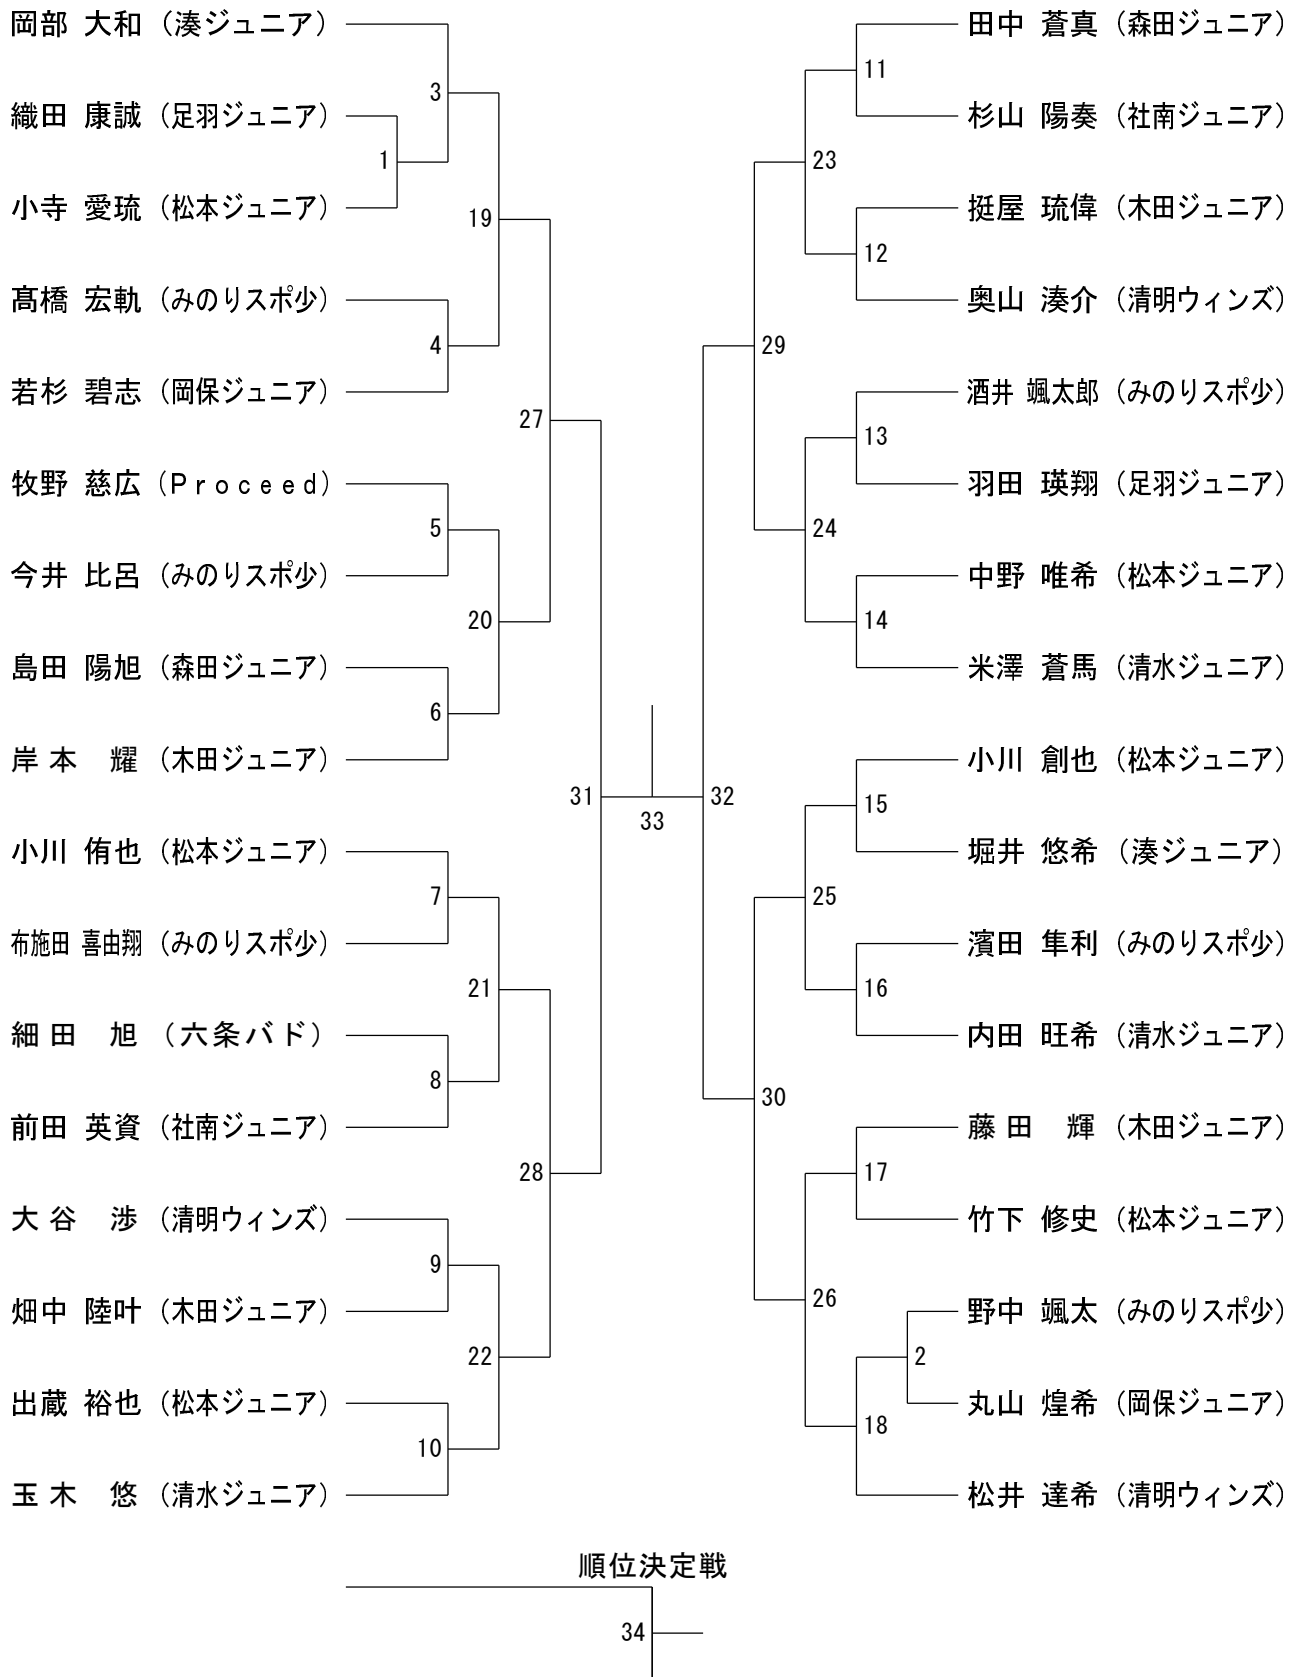 岡部 大和 (湊ジュニア)
織田 康誠 (足羽ジュニア)
小寺 愛琉 (松本ジュニア)
髙橋 宏軌 (みのりスポ少)
若杉 碧志 (岡保ジュニア)
牧野 慈広 (Proceed)
今井 比呂 (みのりスポ少)
島田 陽旭 (森田ジュニア)
岸本 耀 (木田ジュニア)
小川 侑也 (松本ジュニア)
布施田 喜由翔 (みのりスポ少)
細田 旭 (六条バド)
前田 英資 (社南ジュニア)
大谷 渉 (清明ウィンズ)
畑中 陸叶 (木田ジュニア)
出蔵 裕也 (松本ジュニア)
玉木 悠 (清水ジュニア)
1
3
4
5
6
7
8
9
10
19
20
21
22
27
28
31
33
32
29
30
23
24
25
26
11
12
13
14
15
16
17
18
2
田中 蒼真 (森田ジュニア)
杉山 陽奏 (社南ジュニア)
挺屋 琉偉 (木田ジュニア)
奥山 湊介 (清明ウィンズ)
酒井 颯太郎 (みのりスポ少)
羽田 瑛翔 (足羽ジュニア)
中野 唯希 (松本ジュニア)
米澤 蒼馬 (清水ジュニア)
小川 創也 (松本ジュニア)
堀井 悠希 (湊ジュニア)
濱田 隼利 (みのりスポ少)
内田 旺希 (清水ジュニア)
藤田 輝 (木田ジュニア)
竹下 修史 (松本ジュニア)
野中 颯太 (みのりスポ少)
丸山 煌希 (岡保ジュニア)
松井 達希 (清明ウィンズ)
順位決定戦
34